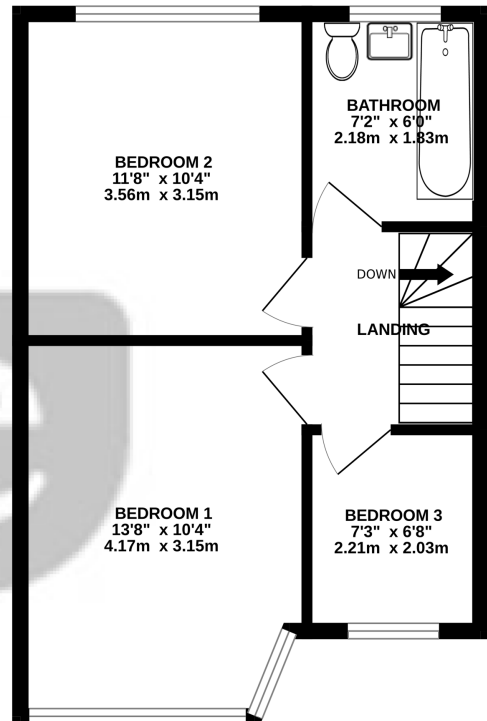 BATHROOM
7'2" x 6'0"
2.18m x 1.83m
BEDROOM 2
11'8" x 10'4"
3.56m x 3.15m
DOWN
LANDING
BEDROOM 1
13'8" x 10'4"
4.17m x 3.15m
BEDROOM 3
7'3" x 6'8"
2.21m x 2.03m